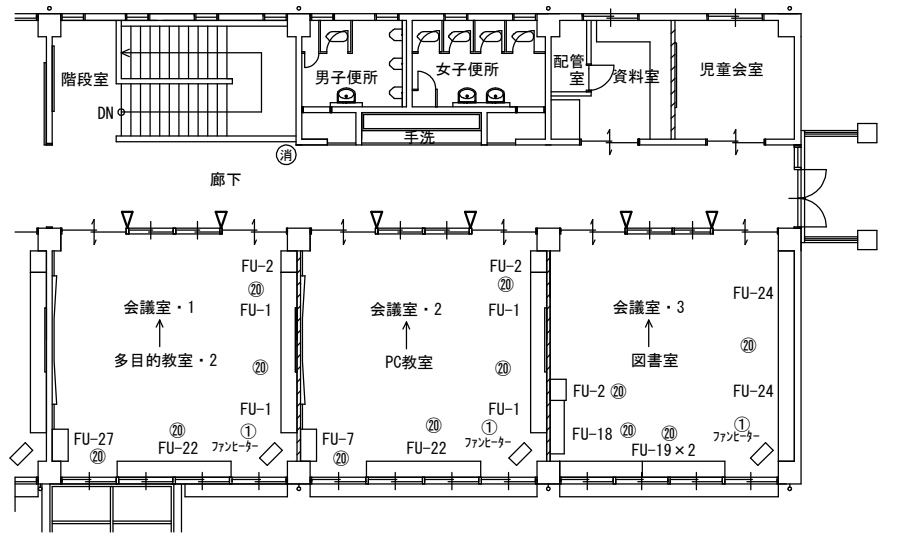 階段室
DN
男子便所
女子便所
配管
室
資料室
児童会室
手洗
消
廊下
FU-2
⑳
会議室・1
FU-1
多目的教室・2
⑳
FU-1
①
ファンヒーター
FU-27
⑳
⑳
FU-22
FU-2
⑳
会議室・2
FU-1
PC教室
⑳
FU-1
①
ファンヒーター
FU-7
⑳
⑳
FU-22
会議室・3
FU-24
⑳
図書室
FU-2 ⑳
FU-24
①
ファンヒーター
FU-18 ⑳
⑳
FU-19×2